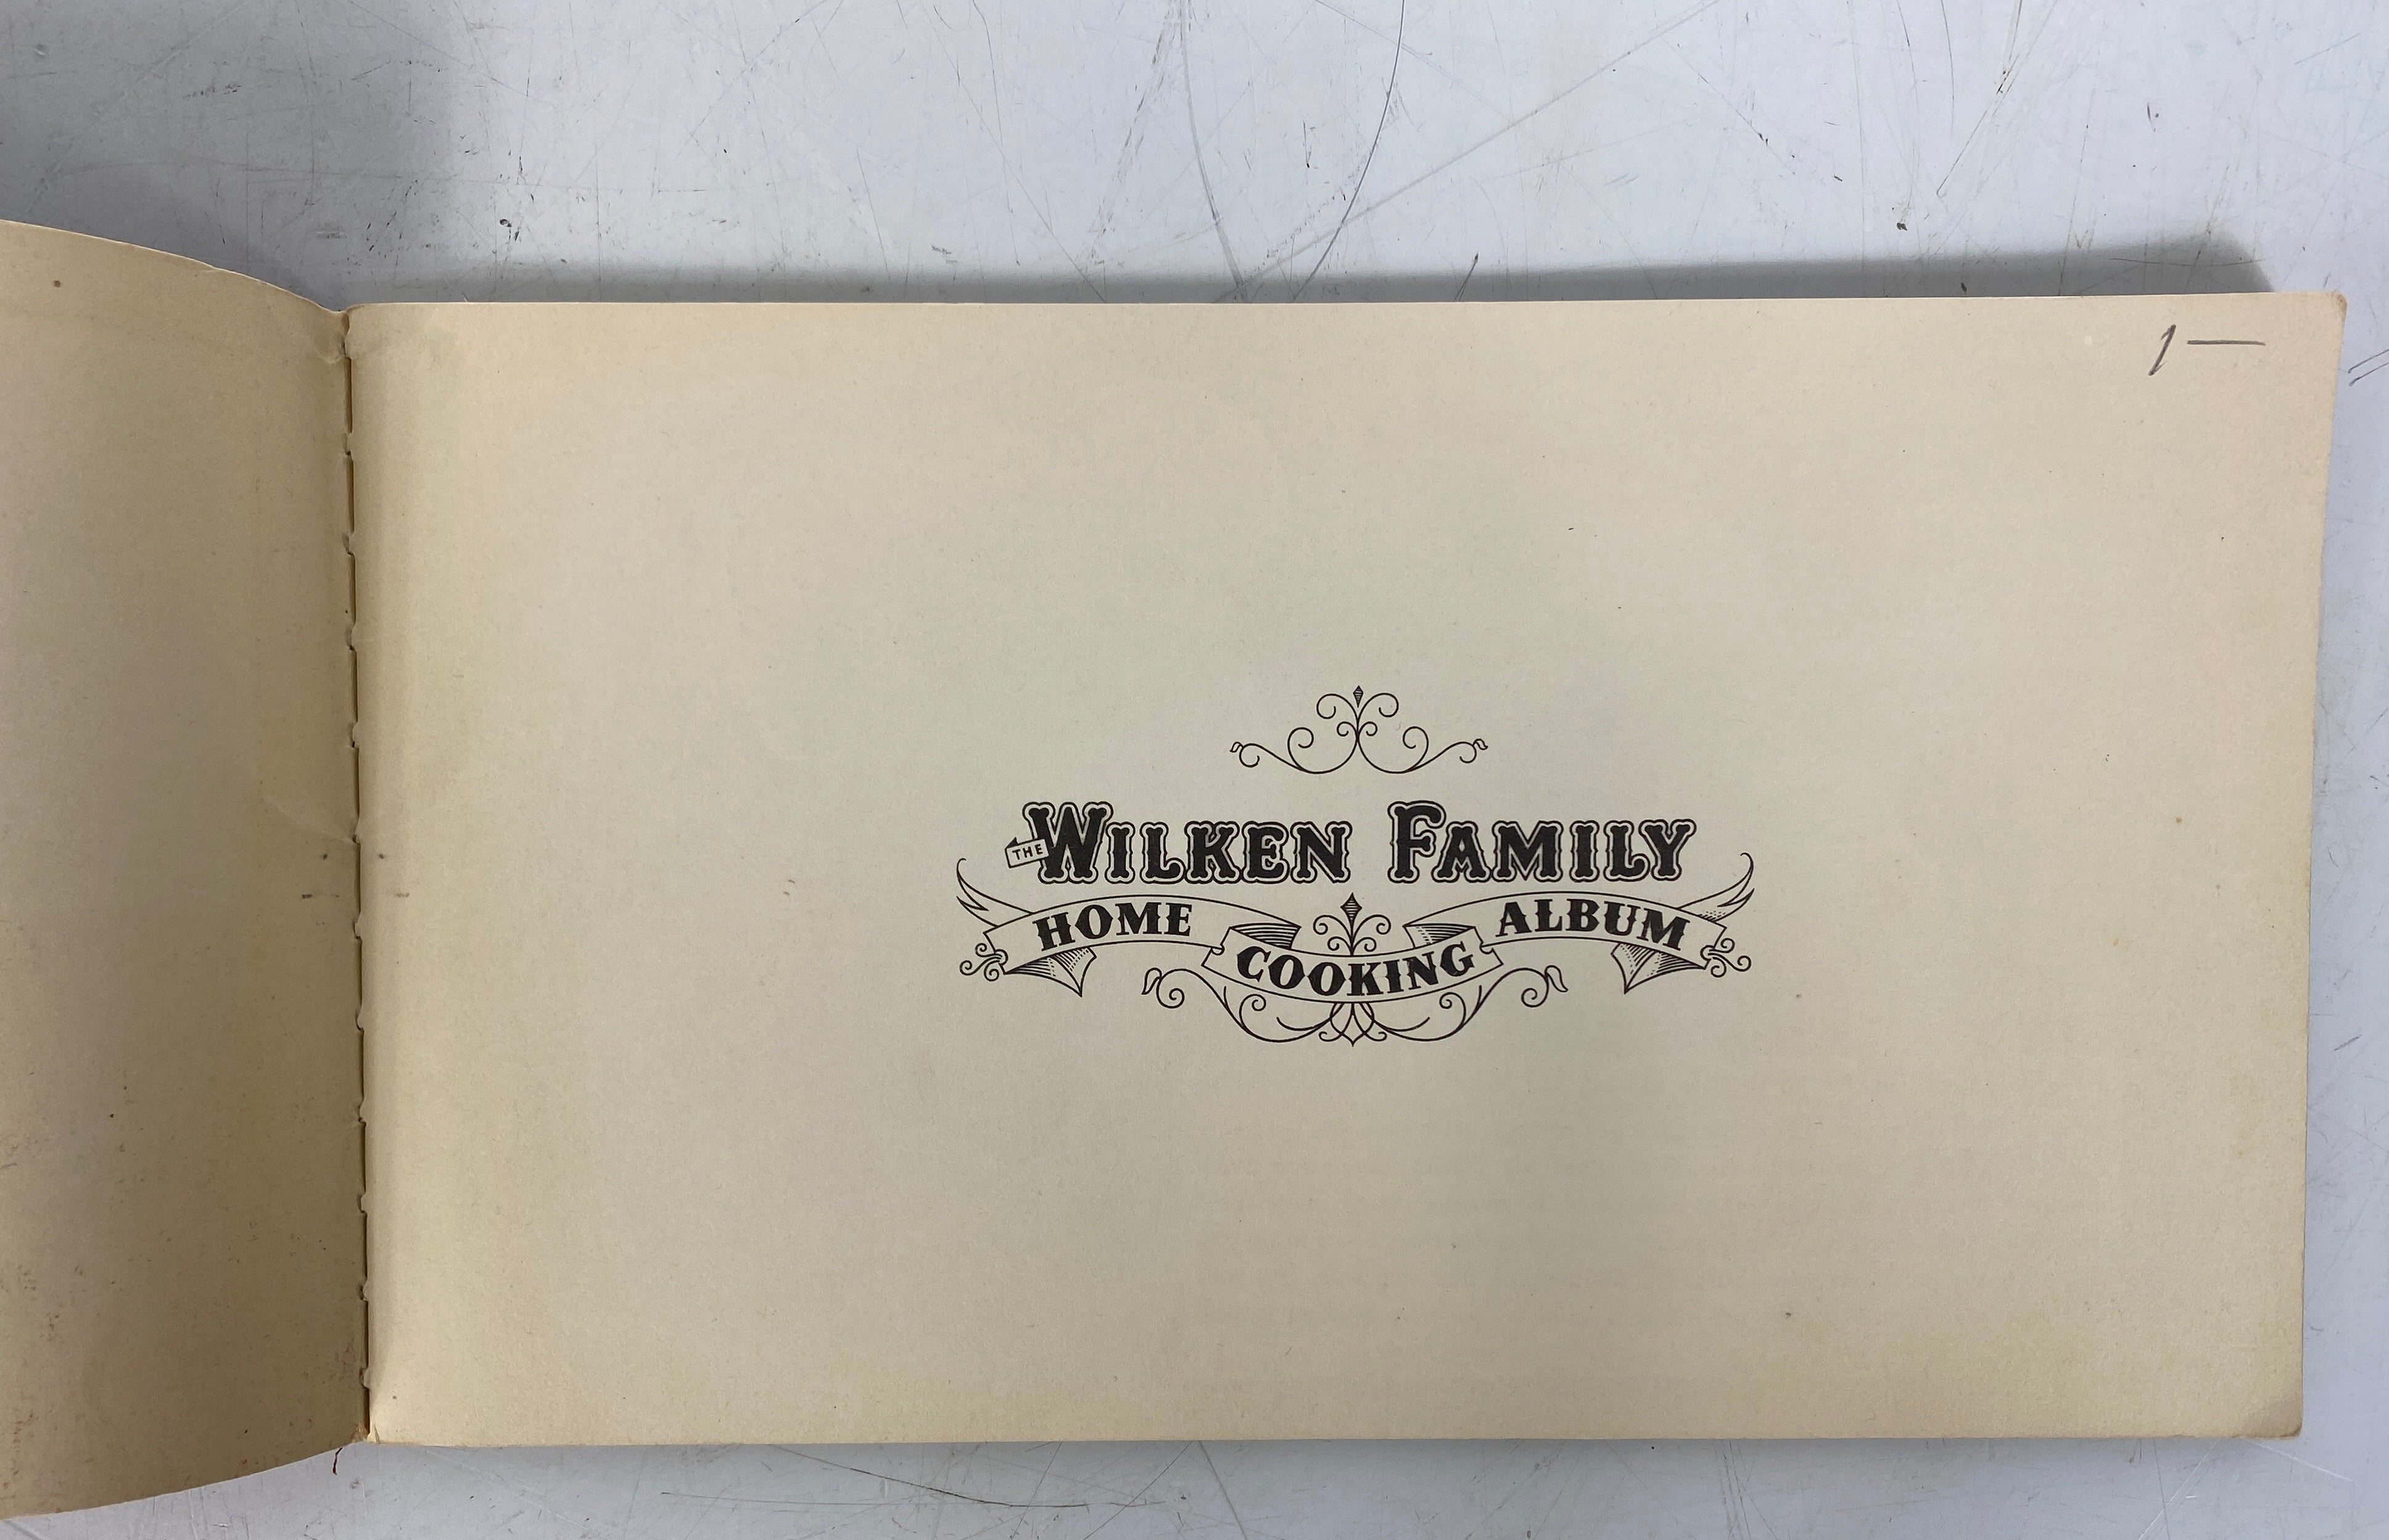 1—
THE WILKEN FAMILY
HOME COOKING ALBUM